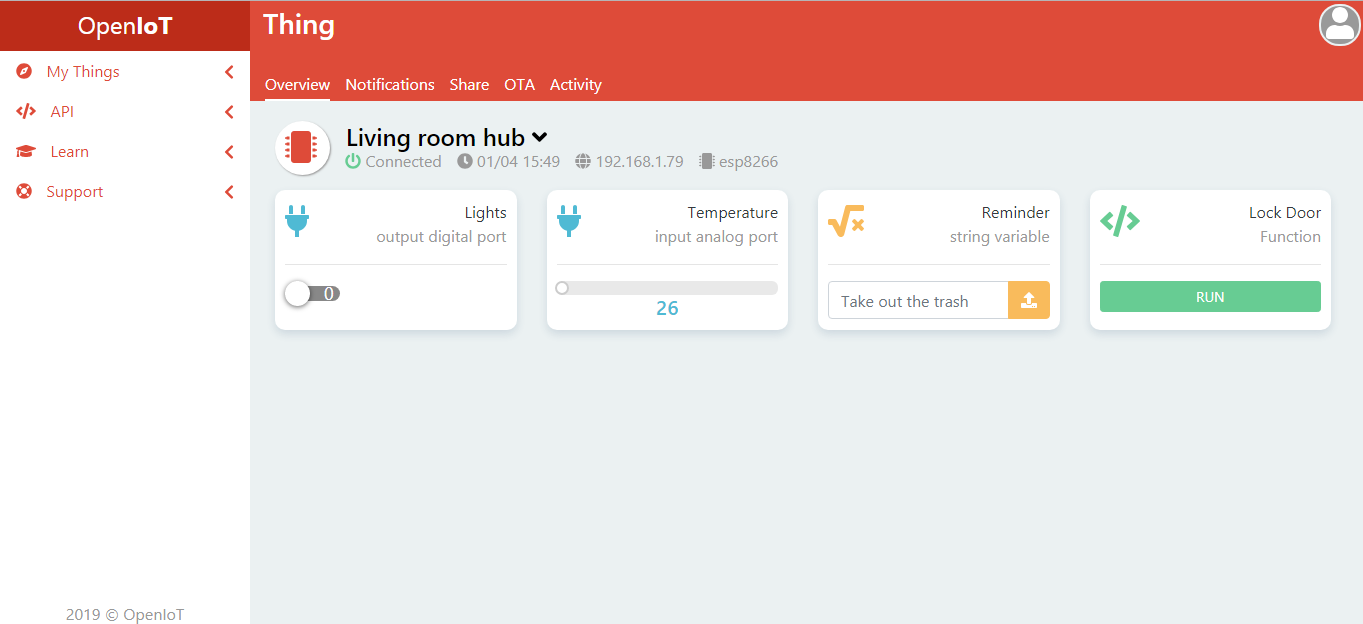 OpenIoT
Thing
My Things
API
Learn
Support
Overview Notifications Share OTA Activity
Living room hub
Connected 01/04 15:49 192.168.1.79 esp8266
Lights
output digital port
0
Temperature
input analog port
26
Reminder
string variable
Take out the trash
Lock Door
Function
RUN
2019 © OpenIoT